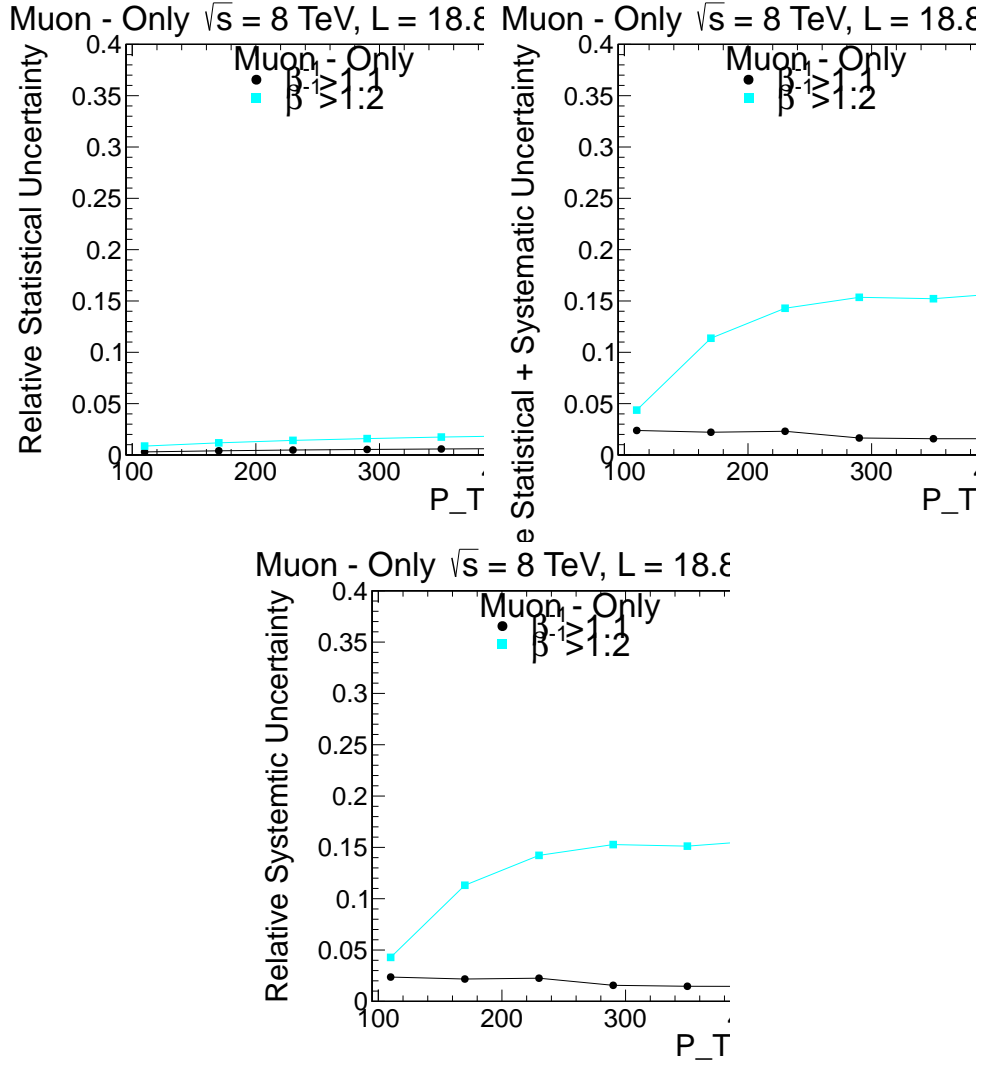 Muon - Only √s = 8 TeV, L = 18.8
Relative Statistical Uncertainty
0.4
0.35
0.3
0.25
0.2
0.15
0.1
0.05
0
Muon - Only
β⁻¹>1.1
β⁻¹>1.2
100 200 300
P_T
Muon - Only √s = 8 TeV, L = 18.8
e Statistical + Systematic Uncertainty
0.4
0.35
0.3
0.25
0.2
0.15
0.1
0.05
0
Muon - Only
β⁻¹>1.1
β⁻¹>1.2
100 200 300
P_T
Muon - Only √s = 8 TeV, L = 18.8
Relative Systemtic Uncertainty
0.4
0.35
0.3
0.25
0.2
0.15
0.1
0.05
0
Muon - Only
β⁻¹>1.1
β⁻¹>1.2
100 200 300
P_T